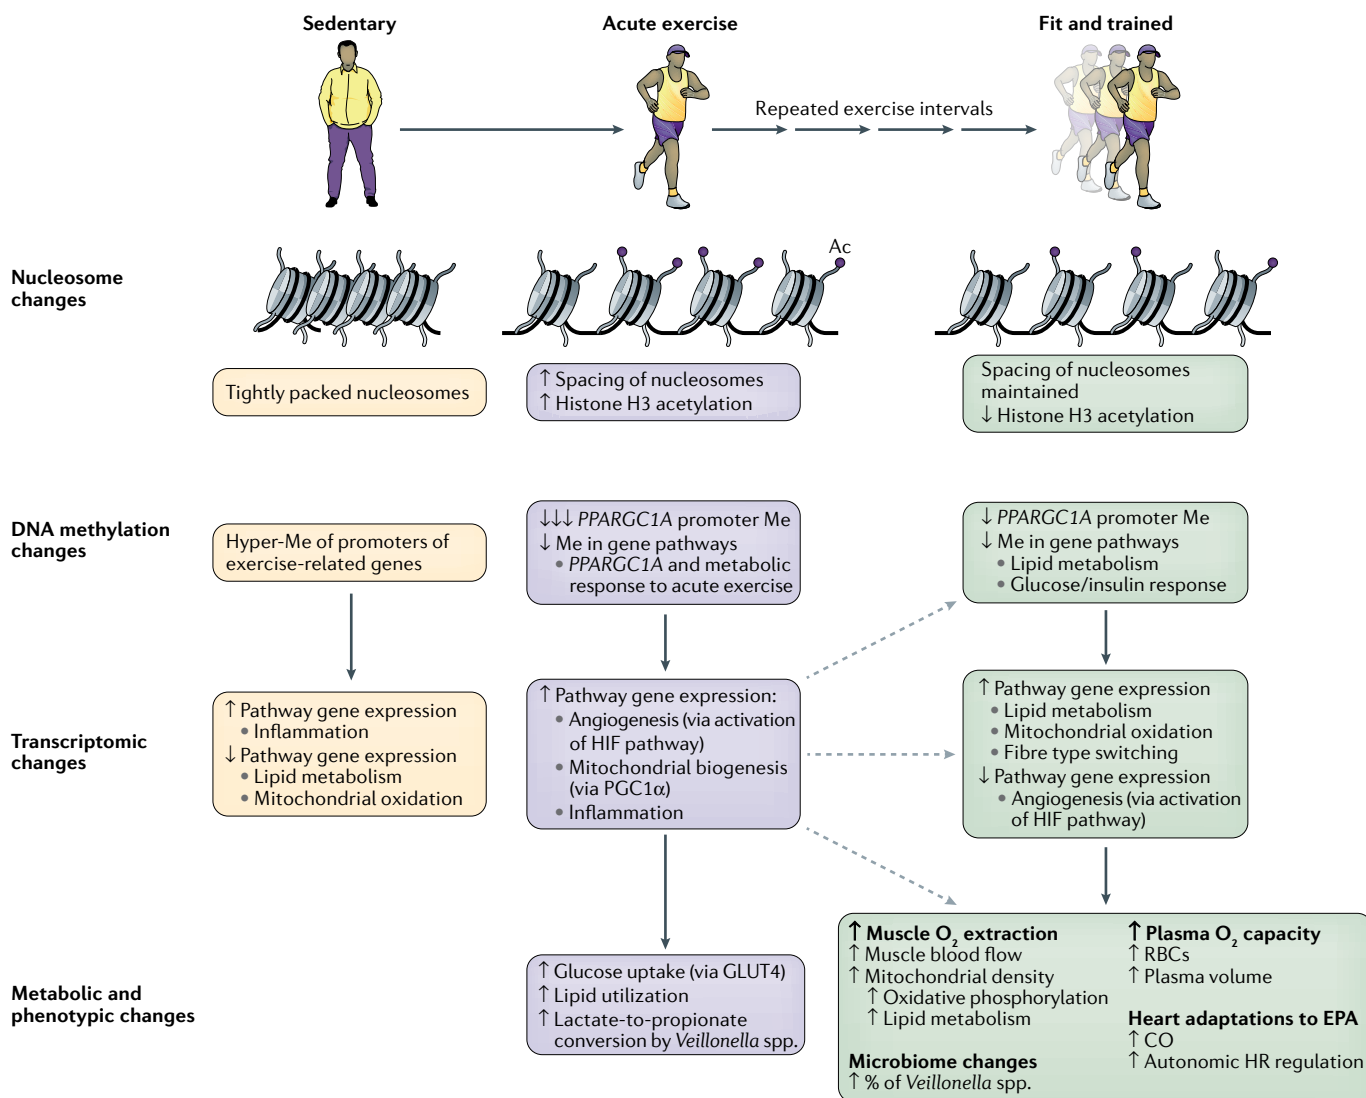 Sedentary
Acute exercise
Fit and trained
Repeated exercise intervals
Nucleosome
changes
Ac
Tightly packed nucleosomes
↑ Spacing of nucleosomes
↑ Histone H3 acetylation
Spacing of nucleosomes
maintained
↓ Histone H3 acetylation
DNA methylation
changes
Hyper-Me of promoters of
exercise-related genes
↓↓↓ PPARGC1A promoter Me
↓ Me in gene pathways
• PPARGC1A and metabolic
response to acute exercise
↓ PPARGC1A promoter Me
↓ Me in gene pathways
• Lipid metabolism
• Glucose/insulin response
Transcriptomic
changes
↑ Pathway gene expression
• Inflammation
↓ Pathway gene expression
• Lipid metabolism
• Mitochondrial oxidation
↑ Pathway gene expression:
• Angiogenesis (via activation
of HIF pathway)
• Mitochondrial biogenesis
(via PGC1α)
• Inflammation
↑ Pathway gene expression
• Lipid metabolism
• Mitochondrial oxidation
• Fibre type switching
↓ Pathway gene expression
• Angiogenesis (via activation
of HIF pathway)
Metabolic and
phenotypic changes
↑ Glucose uptake (via GLUT4)
↑ Lipid utilization
↑ Lactate-to-propionate
conversion by Veillonella spp.
↑ Muscle O₂ extraction
↑ Muscle blood flow
↑ Mitochondrial density
↑ Oxidative phosphorylation
↑ Lipid metabolism
Microbiome changes
↑ % of Veillonella spp.
↑ Plasma O₂ capacity
↑ RBCs
↑ Plasma volume
Heart adaptations to EPA
↑ CO
↑ Autonomic HR regulation